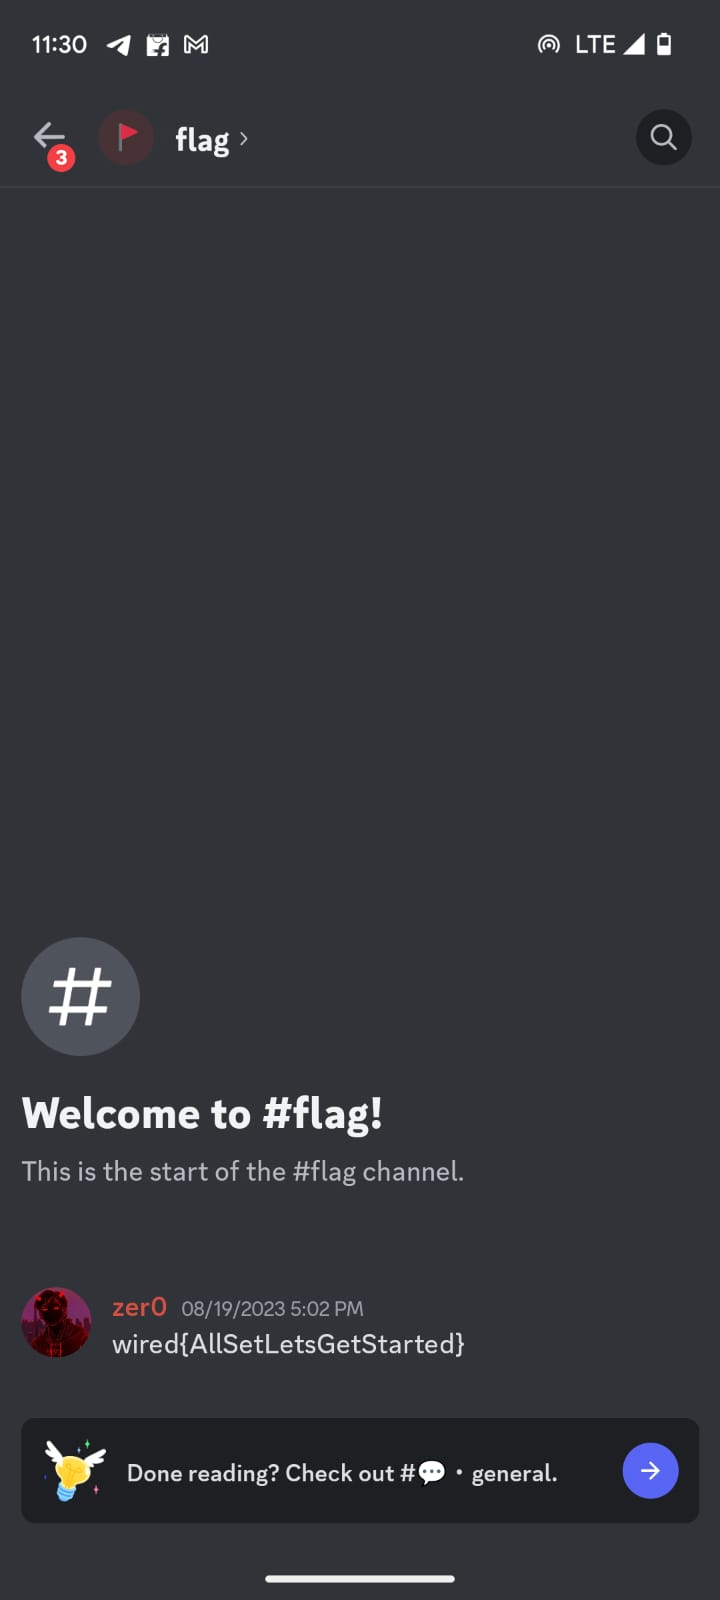 11:30 LTE
3 flag
Welcome to #flag!
This is the start of the #flag channel.
zer0 08/19/2023 5:02 PM
wired{AllSetLetsGetStarted}
Done reading? Check out #💬 • general.